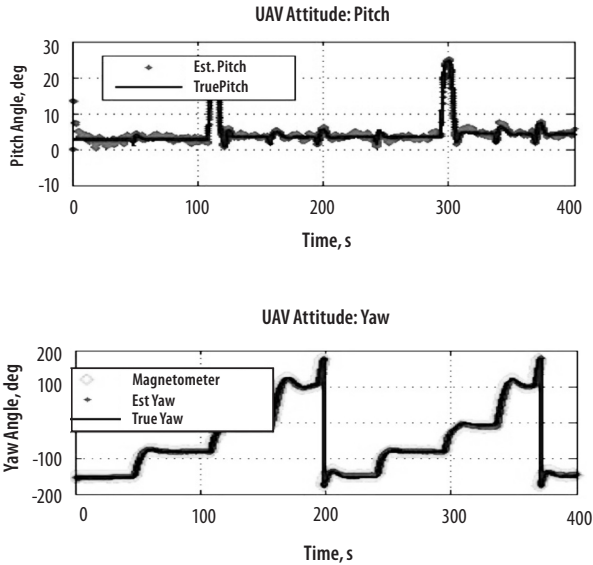 UAV Attitude: Pitch
30
20
10
0
-10
Pitch Angle, deg
Est. Pitch
TruePitch
0 100 200 300 400
Time, s
UAV Attitude: Yaw
200
100
-100
-200
Yaw Angle, deg
Magnetometer
Est Yaw
True Yaw
0 100 200 300 400
Time, s